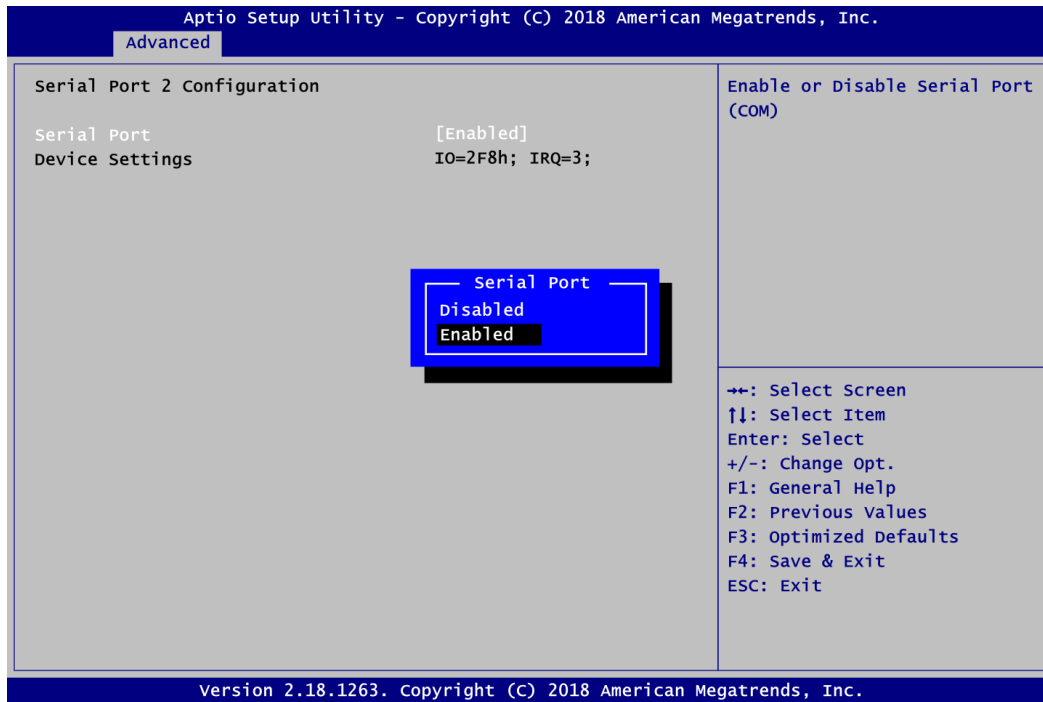 Aptio Setup Utility – Copyright (C) 2018 American Megatrends, Inc.
Advanced
Serial Port 2 Configuration
Serial Port [Enabled]
Device Settings IO=2F8h; IRQ=3;
Serial Port
Disabled
Enabled
Enable or Disable Serial Port
(COM)
→←: Select Screen
↑↓: Select Item
Enter: Select
+/-: Change Opt.
F1: General Help
F2: Previous Values
F3: Optimized Defaults
F4: Save & Exit
ESC: Exit
Version 2.18.1263. Copyright (C) 2018 American Megatrends, Inc.